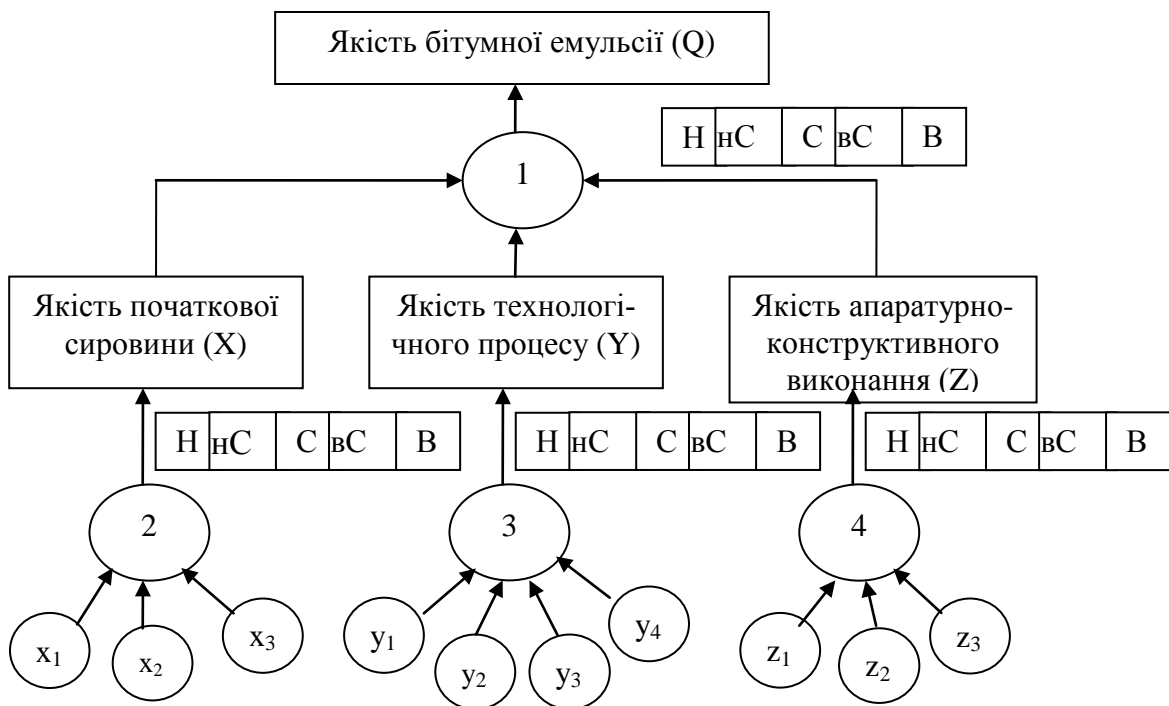 Якість бітумної емульсії (Q)
Н нС С вС В
1
Якість початкової
сировини (X)
Якість технологі-
чного процесу (Y)
Якість апаратурно-
конструктивного
виконання (Z)
Н нС С вС В
Н нС С вС В
Н нС С вС В
2
3
4
x₁
x₂
x₃
y₁
y₂
y₃
y₄
z₁
z₂
z₃